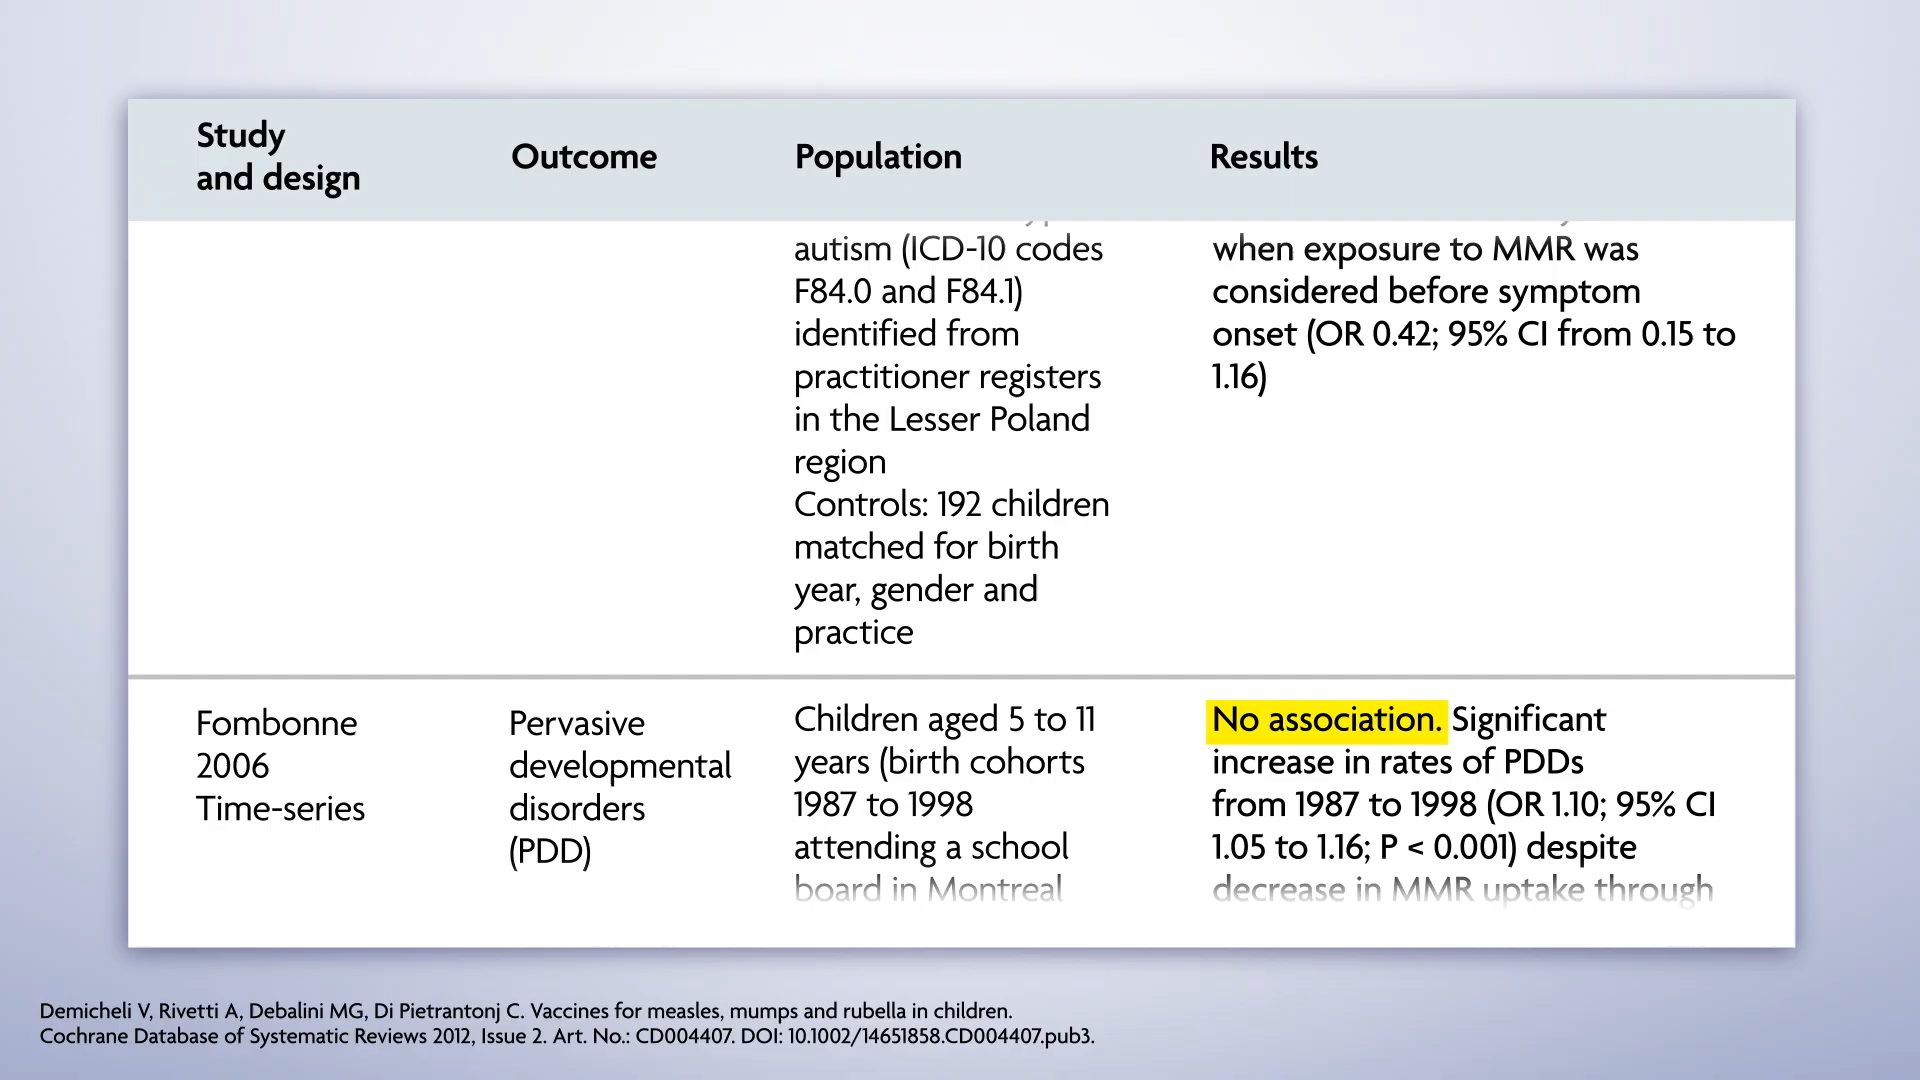 Study
and design
Outcome
Population
Results
autism (ICD-10 codes
F84.0 and F84.1)
identified from
practitioner registers
in the Lesser Poland
region
Controls: 192 children
matched for birth
year, gender and
practice
when exposure to MMR was
considered before symptom
onset (OR 0.42; 95% CI from 0.15 to
1.16)
Fombonne
2006
Time-series
Pervasive
developmental
disorders
(PDD)
Children aged 5 to 11
years (birth cohorts
1987 to 1998
attending a school
board in Montreal
No association. Significant
increase in rates of PDDs
from 1987 to 1998 (OR 1.10; 95% CI
1.05 to 1.16; P < 0.001) despite
decrease in MMR uptake through
Demicheli V, Rivetti A, Debalini MG, Di Pietrantonj C. Vaccines for measles, mumps and rubella in children.
Cochrane Database of Systematic Reviews 2012, Issue 2. Art. No.: CD004407. DOI: 10.1002/14651858.CD004407.pub3.